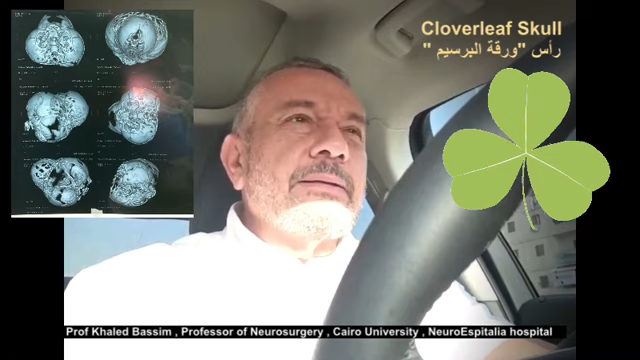 Cloverleaf Skull
رأس "ورقة البرسيم "
Prof Khaled Bassim , Professor of Neurosurgery , Cairo University , NeuroEspitalia hospital